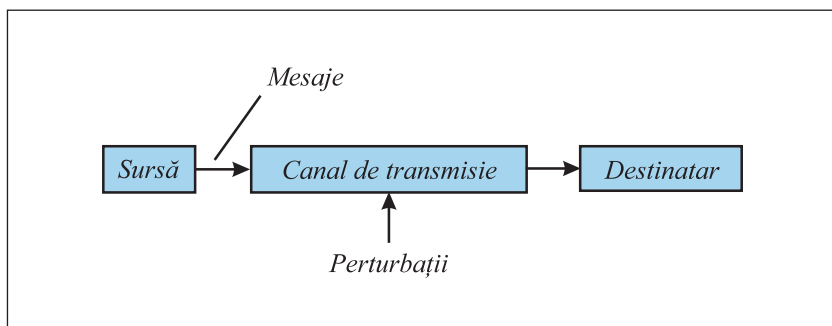 Mesaje
Sursă
Canal de transmisie
Destinatar
Perturbații